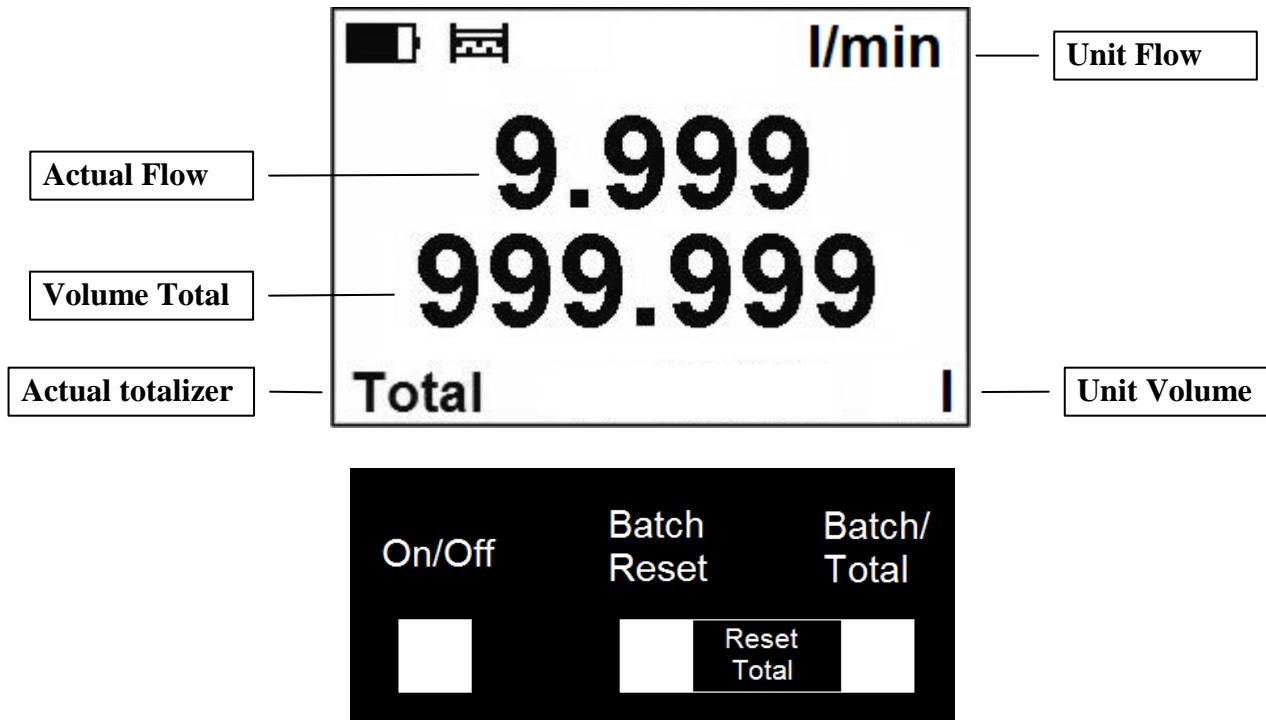 l/min
Unit Flow
Actual Flow
9.999
Volume Total
999.999
Actual totalizer
Total
l
Unit Volume
On/Off
Batch
Reset
Batch/
Total
Reset
Total